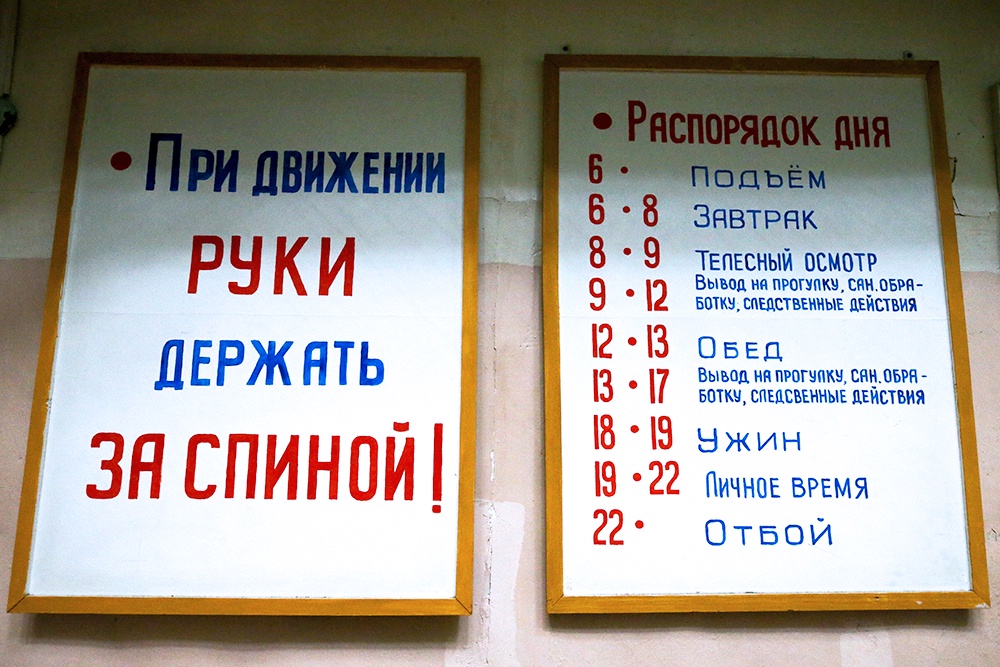 • При движении
руки
держать
за спиной!
• Распорядок дня
6 • Подъём
6 • 8 Завтрак
8 • 9 Телесный осмотр
9 • 12 Вывод на прогулку, сан. обра-
ботку, следственные действия
12 • 13 Обед
13 • 17 Вывод на прогулку, сан. обра-
ботку, следсвенные действия
18 • 19 Ужин
19 • 22 Личное время
22 • Отбой